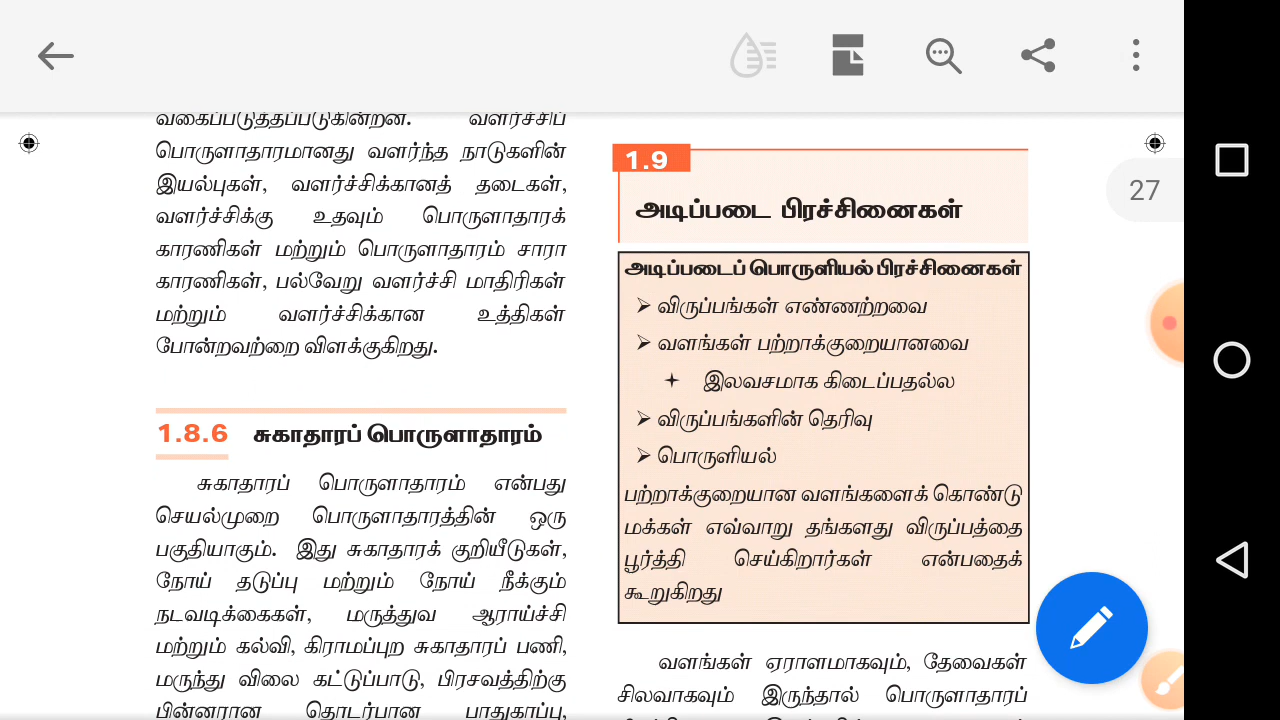 வகைப்படுத்தப்படுகின்றன. வளர்ச்சிப்
பொருளாதாரமானது வளர்ந்த நாடுகளின்
இயல்புகள், வளர்ச்சிக்கானத் தடைகள்,
வளர்ச்சிக்கு உதவும் பொருளாதாரக்
காரணிகள் மற்றும் பொருளாதாரம் சாரா
காரணிகள், பல்வேறு வளர்ச்சி மாதிரிகள்
மற்றும் வளர்ச்சிக்கான உத்திகள்
போன்றவற்றை விளக்குகிறது.
1.8.6 சுகாதாரப் பொருளாதாரம்
சுகாதாரப் பொருளாதாரம் என்பது
செயல்முறை பொருளாதாரத்தின் ஒரு
பகுதியாகும். இது சுகாதாரக் குறியீடுகள்,
நோய் தடுப்பு மற்றும் நோய் நீக்கும்
நடவடிக்கைகள், மருத்துவ ஆராய்ச்சி
மற்றும் கல்வி, கிராமப்புற சுகாதாரப் பணி,
மருந்து விலை கட்டுப்பாடு, பிரசவத்திற்கு
பின்னரான தொடர்பான பாதுகாப்பு,
1.9
அடிப்படை பிரச்சினைகள்
அடிப்படைப் பொருளியல் பிரச்சினைகள்
➢ விருப்பங்கள் எண்ணற்றவை
➢ வளங்கள் பற்றாக்குறையானவை
✦ இலவசமாக கிடைப்பதல்ல
➢ விருப்பங்களின் தெரிவு
➢ பொருளியல்
பற்றாக்குறையான வளங்களைக் கொண்டு
மக்கள் எவ்வாறு தங்களது விருப்பத்தை
பூர்த்தி செய்கிறார்கள் என்பதைக்
கூறுகிறது
வளங்கள் ஏராளமாகவும், தேவைகள்
சிலவாகவும் இருந்தால் பொருளாதாரப்
27